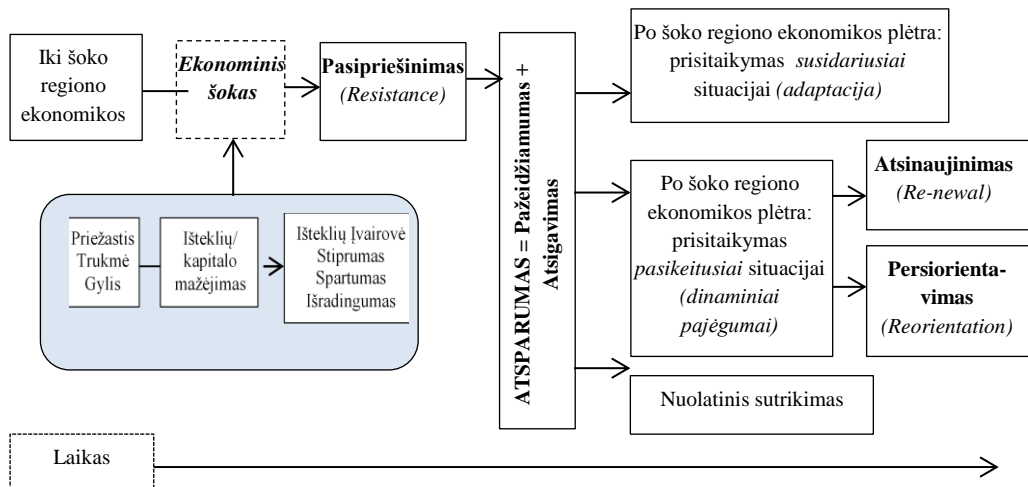 Iki šoko
regiono
ekonomikos
Ekonominis
šokas
Pasipriešinimas
(Resistance)
Priežastis
Trukmė
Gylis
Išteklių/
kapitalo
mažėjimas
Išteklių Įvairovė
Stiprumas
Spartumas
Išradingumas
ATSPARUMAS = Pažeidžiamumas +
Atsigavimas
Po šoko regiono ekonomikos plėtra:
prisitaikymas susidariusiai
situacijai (adaptacija)
Po šoko regiono
ekonomikos plėtra:
prisitaikymas
pasikeitusiai situacijai
(dinaminiai
pajėgumai)
Atsinaujinimas
(Re-newal)
Persiorienta-
vimas
(Reorientation)
Nuolatinis sutrikimas
Laikas